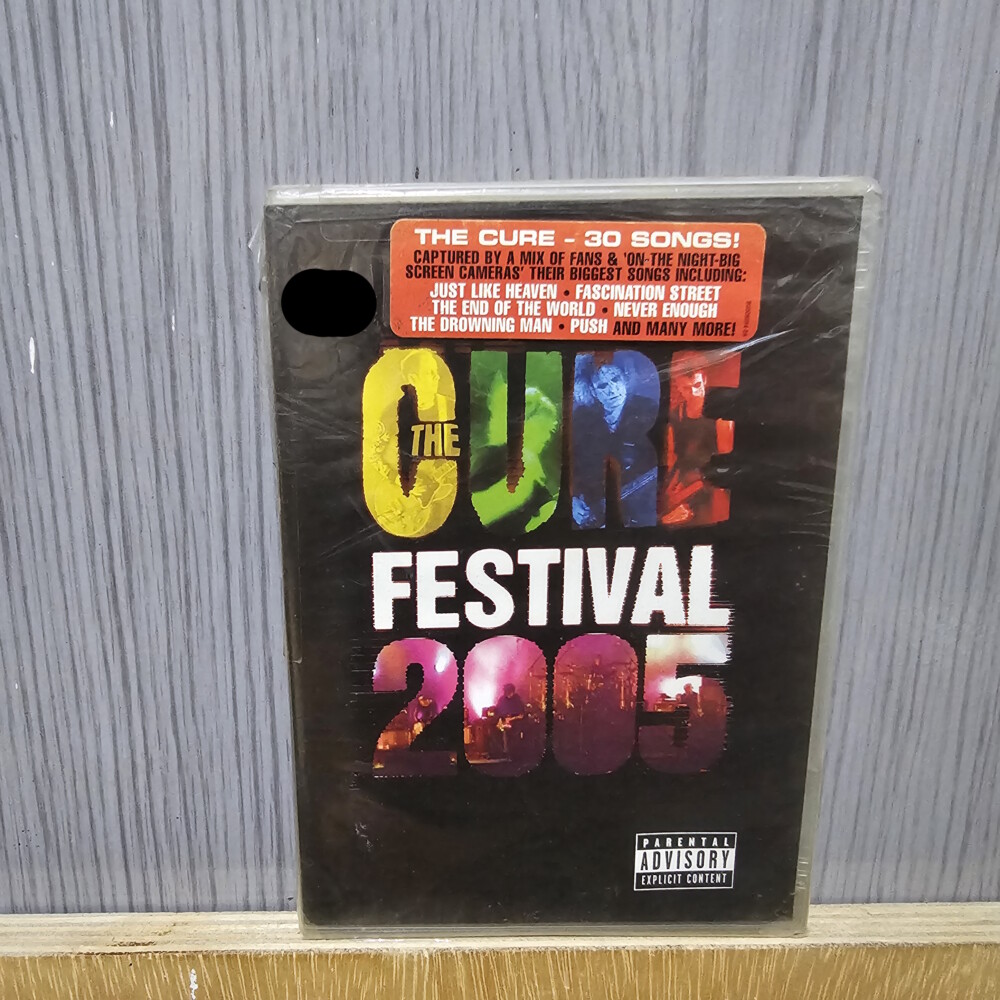 THE CURE - 30 SONGS!
CAPTURED BY A MIX OF FANS & 'ON-THE NIGHT-BIG
SCREEN CAMERAS' THEIR BIGGEST SONGS INCLUDING:
JUST LIKE HEAVEN • FASCINATION STREET
THE END OF THE WORLD • NEVER ENOUGH
THE DROWNING MAN • PUSH AND MANY MORE!
THE
CURE
FESTIVAL
2005
PARENTAL
ADVISORY
EXPLICIT CONTENT